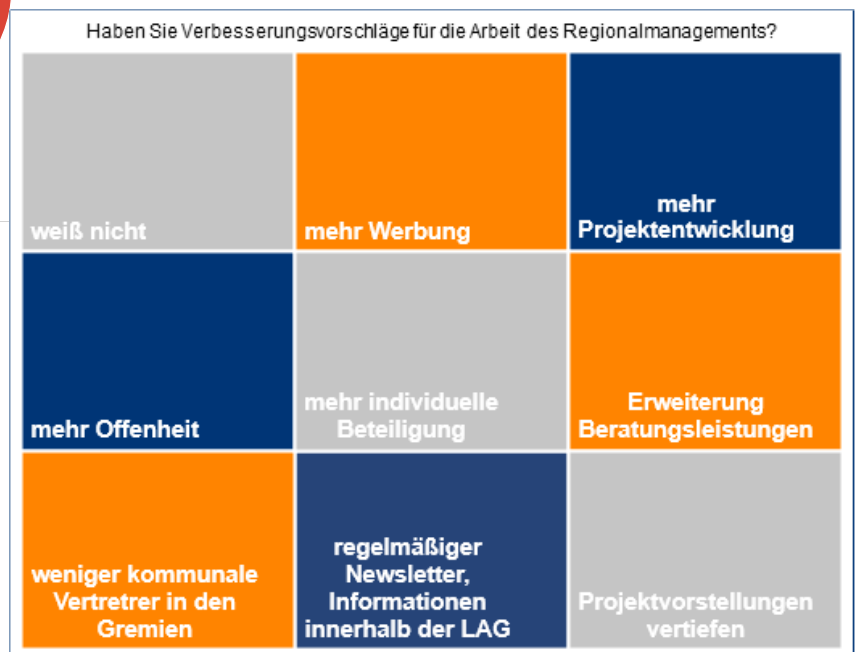 Haben Sie Verbesserungsvorschläge für die Arbeit des Regionalmanagements?
weiß nicht
mehr Werbung
mehr
Projektentwicklung
mehr Offenheit
mehr individuelle
Beteiligung
Erweiterung
Beratungsleistungen
weniger kommunale
Vertretrer in den
Gremien
regelmäßiger
Newsletter,
Informationen
innerhalb der LAG
Projektvorstellungen
vertiefen